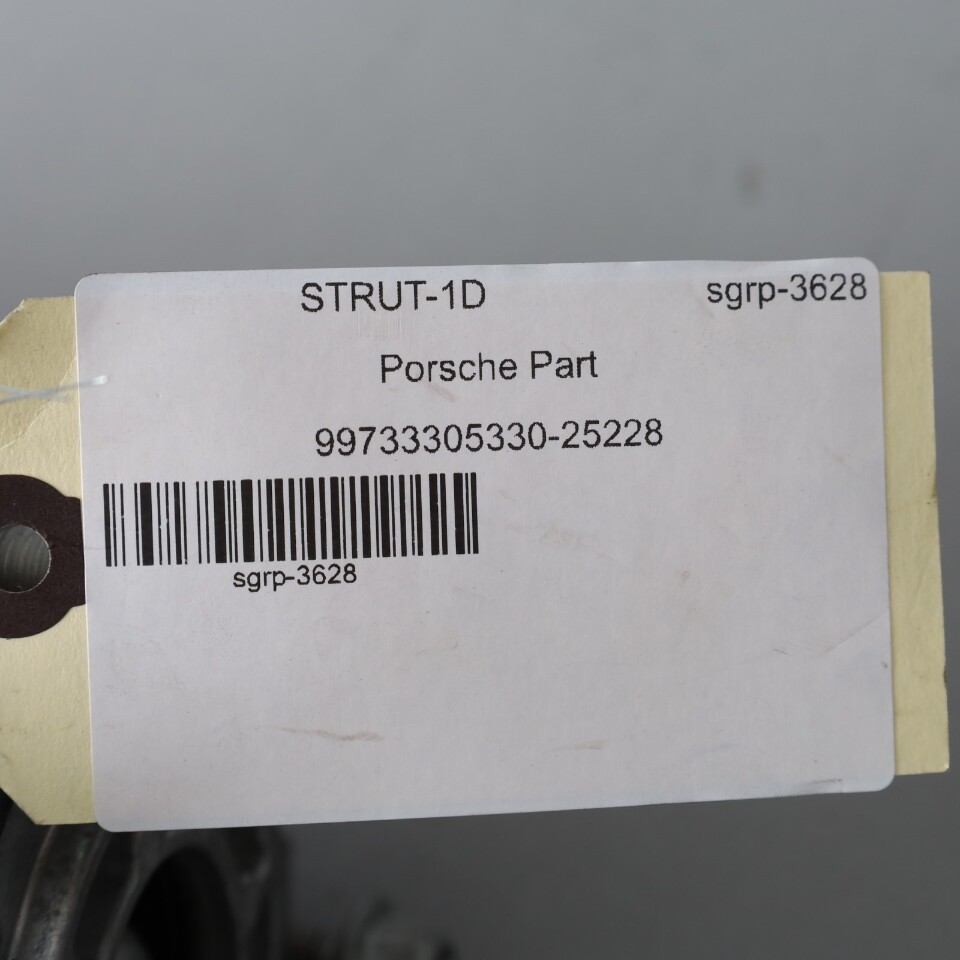 STRUT-1D sgrp-3628
Porsche Part
99733305330-25228
sgrp-3628